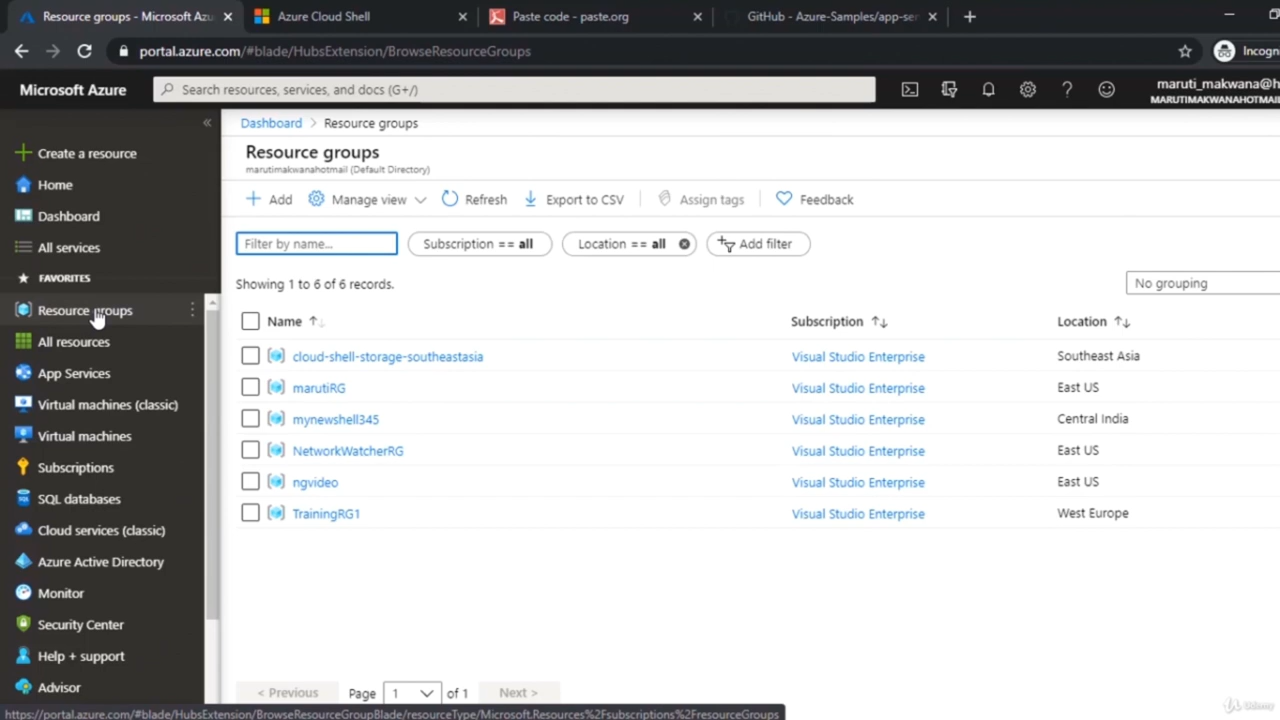 Resource groups - Microsoft Azu
Azure Cloud Shell
Paste code - paste.org
GitHub - Azure-Samples/app-ser
portal.azure.com/#blade/HubsExtension/BrowseResourceGroups
Incogn
Microsoft Azure
Search resources, services, and docs (G+/)
maruti_makwana@h
MARUTIMAKWANAHOTMAIL
Create a resource
Home
Dashboard
All services
FAVORITES
Resource groups
All resources
App Services
Virtual machines (classic)
Virtual machines
Subscriptions
SQL databases
Cloud services (classic)
Azure Active Directory
Monitor
Security Center
Help + support
Advisor
Dashboard > Resource groups
Resource groups
marutimakwanahotmail (Default Directory)
Add
Manage view
Refresh
Export to CSV
Assign tags
Feedback
Filter by name...
Subscription == all
Location == all
Add filter
Showing 1 to 6 of 6 records.
No grouping
Name Subscription Location
cloud-shell-storage-southeastasia Visual Studio Enterprise Southeast Asia
marutiRG Visual Studio Enterprise East US
mynewshell345 Visual Studio Enterprise Central India
NetworkWatcherRG Visual Studio Enterprise East US
ngvideo Visual Studio Enterprise East US
TrainingRG1 Visual Studio Enterprise West Europe
< Previous Page 1 of 1 Next >
https://portal.azure.com/#blade/HubsExtension/BrowseResourceGroupBlade/resourceType/Microsoft.Resources%2Fsubscriptions%2FresourceGroups
Udemy